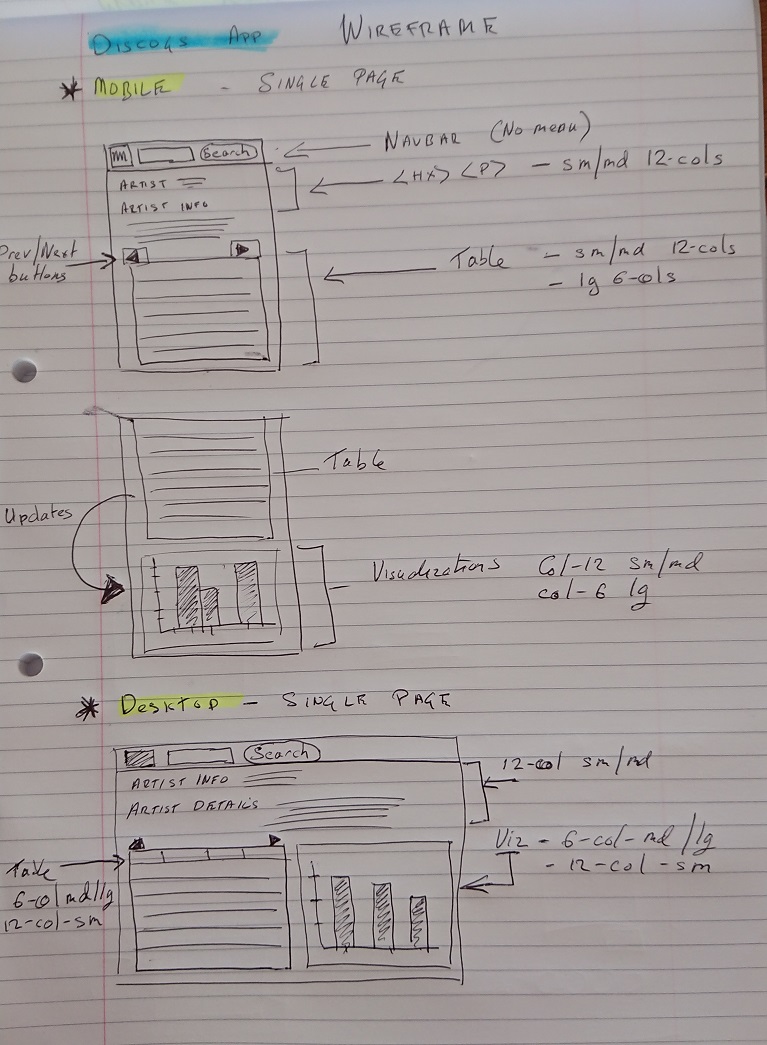 Discogs App WIREFRAME
* MOBILE - SINGLE PAGE
Search
NAVBAR (No menu)
<Hx> <P> - sm/md 12-cols
ARTIST
ARTIST INFO
Prev/Next
buttons
Table - sm/md 12-cols
- lg 6-cols
Table
Updates
Visualizations Col-12 sm/md
col-6 lg
* DESKTOP - SINGLE PAGE
Search
12-col sm/md
ARTIST INFO
ARTIST DETAILS
Viz - 6-col-md/lg
- 12-col-sm
Table
6-col md/lg
12-col-sm